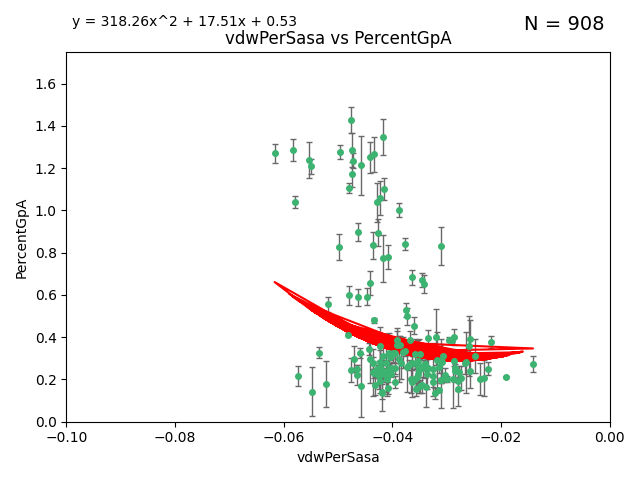 y = 318.26x^2 + 17.51x + 0.53
N = 908
vdwPerSasa vs PercentGpA
PercentGpA
1.6
1.4
1.2
1.0
0.8
0.6
0.4
0.2
0.0
−0.10 −0.08 −0.06 −0.04 −0.02 0.00
vdwPerSasa